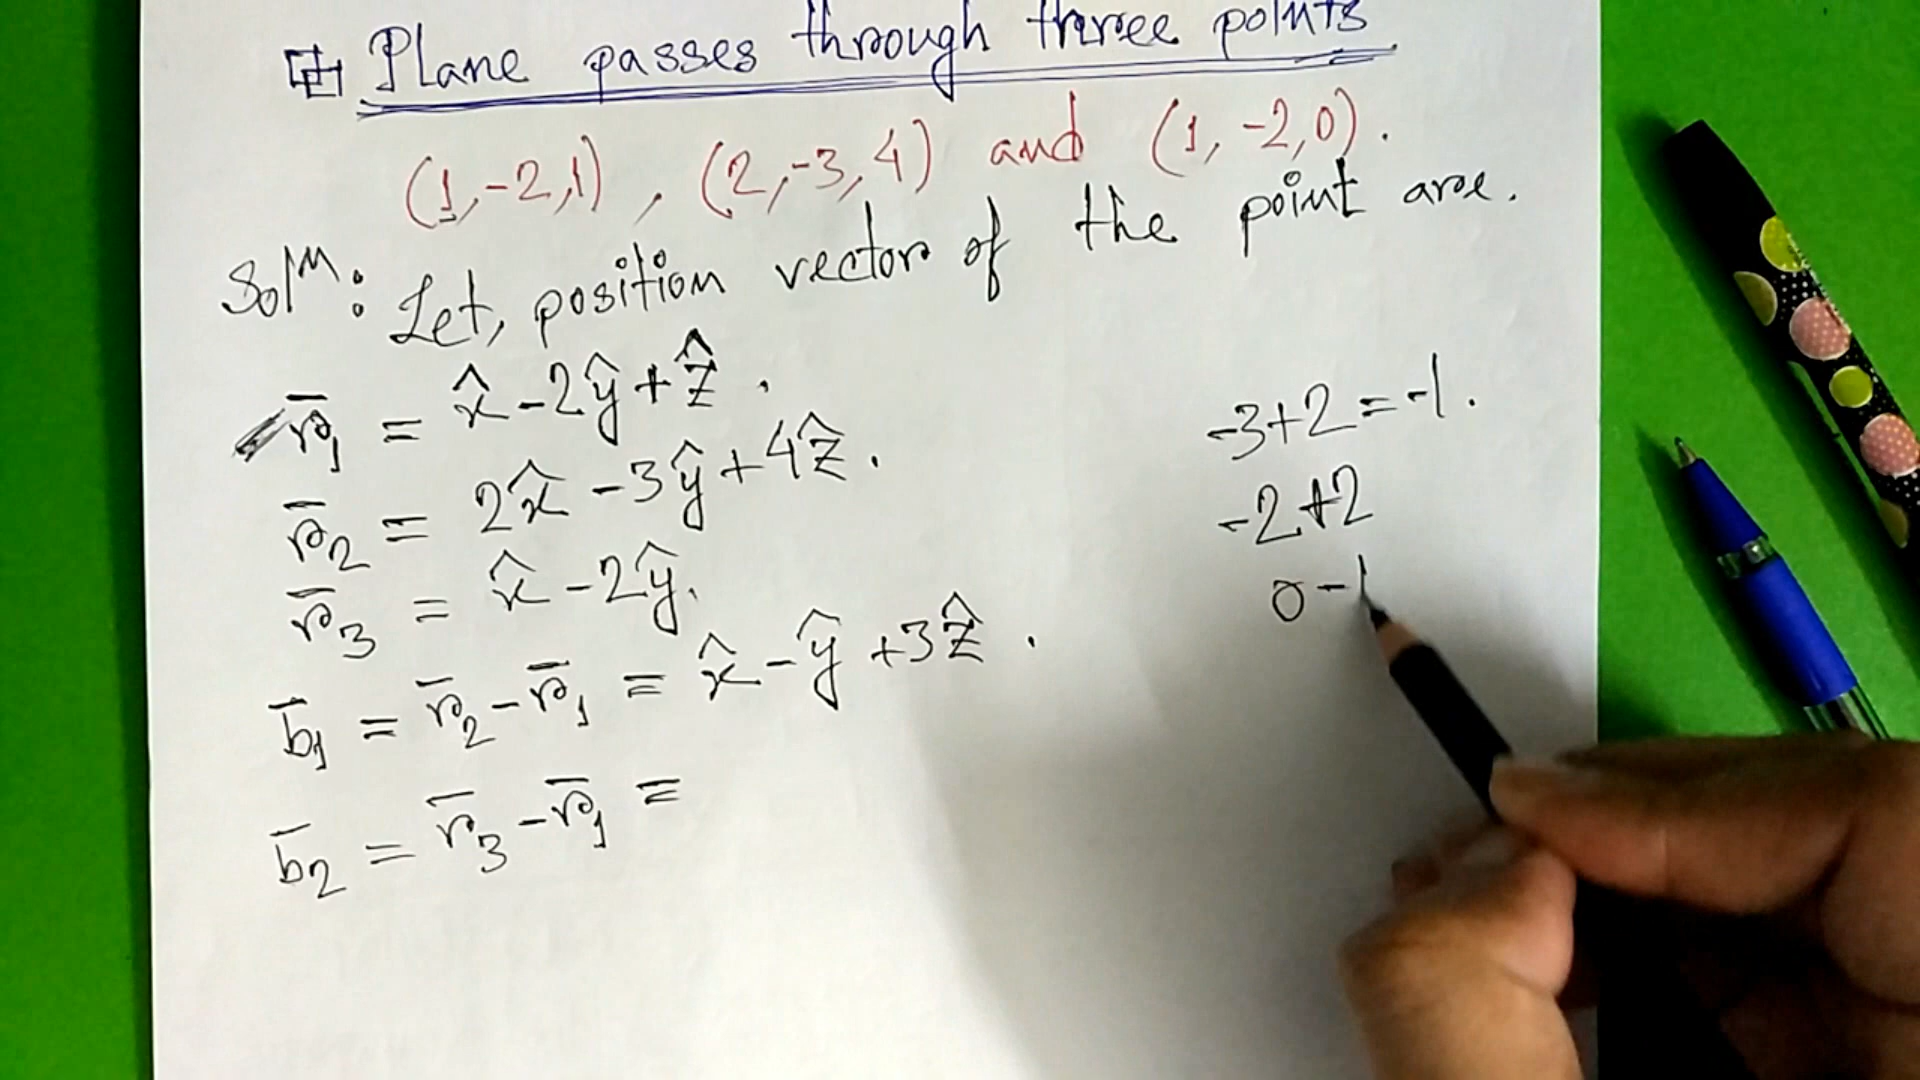 Plane passes through three points
(1,-2,1), (2,-3,4) and (1,-2,0).
Solⁿ: Let, position vector of the point are.
r̄₁ = x̂-2ŷ+ẑ.
r̄₂ = 2x̂-3ŷ+4ẑ.
r̄₃ = x̂-2ŷ.
b̄₁ = r̄₂-r̄₁ = x̂-ŷ+3ẑ.
b̄₂ = r̄₃-r̄₁ =
-3+2=-1.
-2+2
0-1